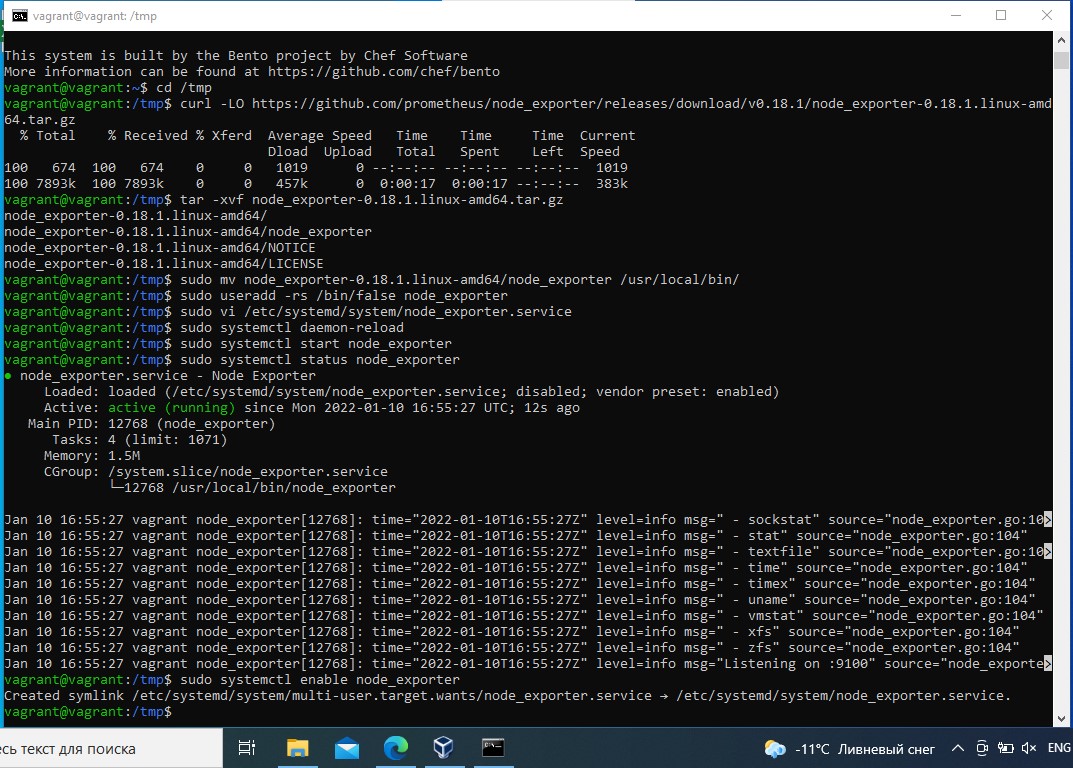 vagrant@vagrant: /tmp
This system is built by the Bento project by Chef Software
More information can be found at https://github.com/chef/bento
vagrant@vagrant:~$ cd /tmp
vagrant@vagrant:/tmp$ curl -LO https://github.com/prometheus/node_exporter/releases/download/v0.18.1/node_exporter-0.18.1.linux-amd
64.tar.gz
  % Total    % Received % Xferd  Average Speed   Time    Time     Time  Current
                                 Dload  Upload   Total   Spent    Left  Speed
100   674  100   674    0     0   1019      0 --:--:-- --:--:-- --:--:--  1019
100 7893k  100 7893k    0     0   457k      0  0:00:17  0:00:17 --:--:--  383k
vagrant@vagrant:/tmp$ tar -xvf node_exporter-0.18.1.linux-amd64.tar.gz
node_exporter-0.18.1.linux-amd64/
node_exporter-0.18.1.linux-amd64/node_exporter
node_exporter-0.18.1.linux-amd64/NOTICE
node_exporter-0.18.1.linux-amd64/LICENSE
vagrant@vagrant:/tmp$ sudo mv node_exporter-0.18.1.linux-amd64/node_exporter /usr/local/bin/
vagrant@vagrant:/tmp$ sudo useradd -rs /bin/false node_exporter
vagrant@vagrant:/tmp$ sudo vi /etc/systemd/system/node_exporter.service
vagrant@vagrant:/tmp$ sudo systemctl daemon-reload
vagrant@vagrant:/tmp$ sudo systemctl start node_exporter
vagrant@vagrant:/tmp$ sudo systemctl status node_exporter
● node_exporter.service - Node Exporter
     Loaded: loaded (/etc/systemd/system/node_exporter.service; disabled; vendor preset: enabled)
     Active: active (running) since Mon 2022-01-10 16:55:27 UTC; 12s ago
   Main PID: 12768 (node_exporter)
      Tasks: 4 (limit: 1071)
     Memory: 1.5M
     CGroup: /system.slice/node_exporter.service
             └─12768 /usr/local/bin/node_exporter
Jan 10 16:55:27 vagrant node_exporter[12768]: time="2022-01-10T16:55:27Z" level=info msg=" - sockstat" source="node_exporter.go:10>
Jan 10 16:55:27 vagrant node_exporter[12768]: time="2022-01-10T16:55:27Z" level=info msg=" - stat" source="node_exporter.go:104"
Jan 10 16:55:27 vagrant node_exporter[12768]: time="2022-01-10T16:55:27Z" level=info msg=" - textfile" source="node_exporter.go:10>
Jan 10 16:55:27 vagrant node_exporter[12768]: time="2022-01-10T16:55:27Z" level=info msg=" - time" source="node_exporter.go:104"
Jan 10 16:55:27 vagrant node_exporter[12768]: time="2022-01-10T16:55:27Z" level=info msg=" - timex" source="node_exporter.go:104"
Jan 10 16:55:27 vagrant node_exporter[12768]: time="2022-01-10T16:55:27Z" level=info msg=" - uname" source="node_exporter.go:104"
Jan 10 16:55:27 vagrant node_exporter[12768]: time="2022-01-10T16:55:27Z" level=info msg=" - vmstat" source="node_exporter.go:104"
Jan 10 16:55:27 vagrant node_exporter[12768]: time="2022-01-10T16:55:27Z" level=info msg=" - xfs" source="node_exporter.go:104"
Jan 10 16:55:27 vagrant node_exporter[12768]: time="2022-01-10T16:55:27Z" level=info msg=" - zfs" source="node_exporter.go:104"
Jan 10 16:55:27 vagrant node_exporter[12768]: time="2022-01-10T16:55:27Z" level=info msg="Listening on :9100" source="node_exporte>
vagrant@vagrant:/tmp$ sudo systemctl enable node_exporter
Created symlink /etc/systemd/system/multi-user.target.wants/node_exporter.service → /etc/systemd/system/node_exporter.service.
vagrant@vagrant:/tmp$
сь текст для поиска
-11°C Ливневый снег
ENG